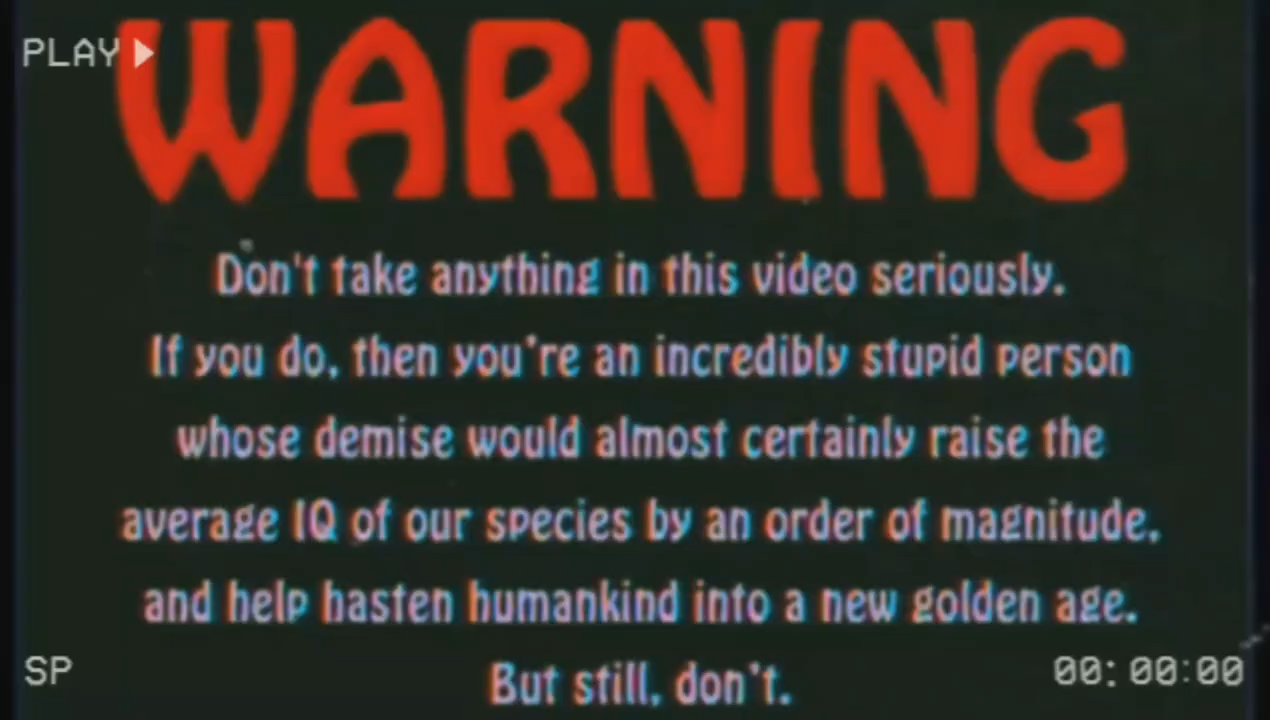 WARNING
PLAY ▶
Don't take anything in this video seriously.
If you do, then you're an incredibly stupid person
whose demise would almost certainly raise the
average IQ of our species by an order of magnitude,
and help hasten humankind into a new golden age.
But still, don't.
SP
00:00:00